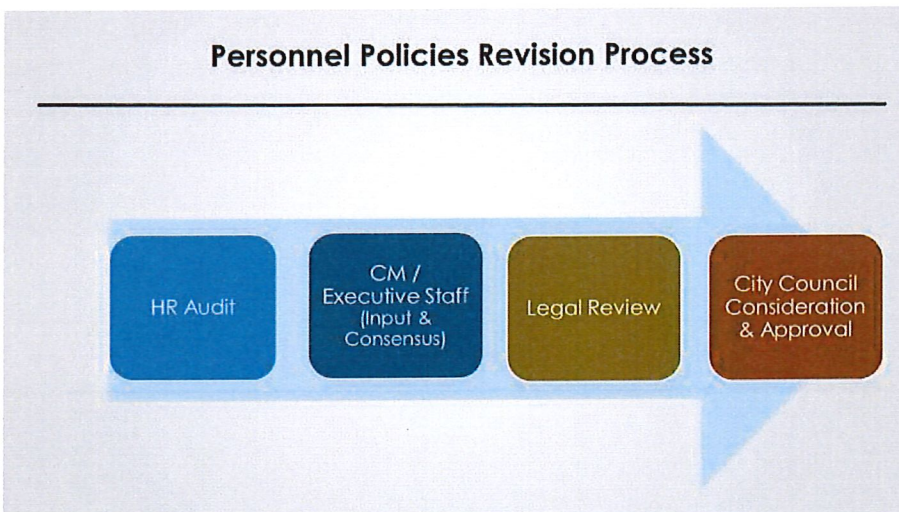 Personnel Policies Revision Process
HR Audit
CM /
Executive Staff
(Input &
Consensus)
Legal Review
City Council
Consideration
& Approval